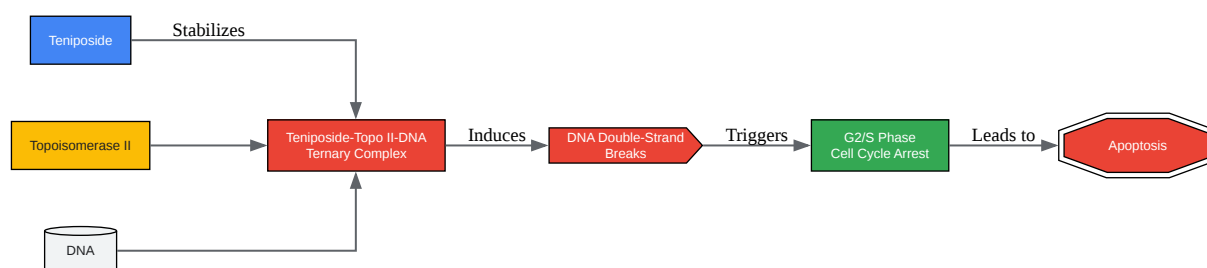 Teniposide
Stabilizes
Topoisomerase II
Teniposide-Topo II-DNA
Ternary Complex
Induces
DNA Double-Strand
Breaks
Triggers
G2/S Phase
Cell Cycle Arrest
Leads to
Apoptosis
DNA